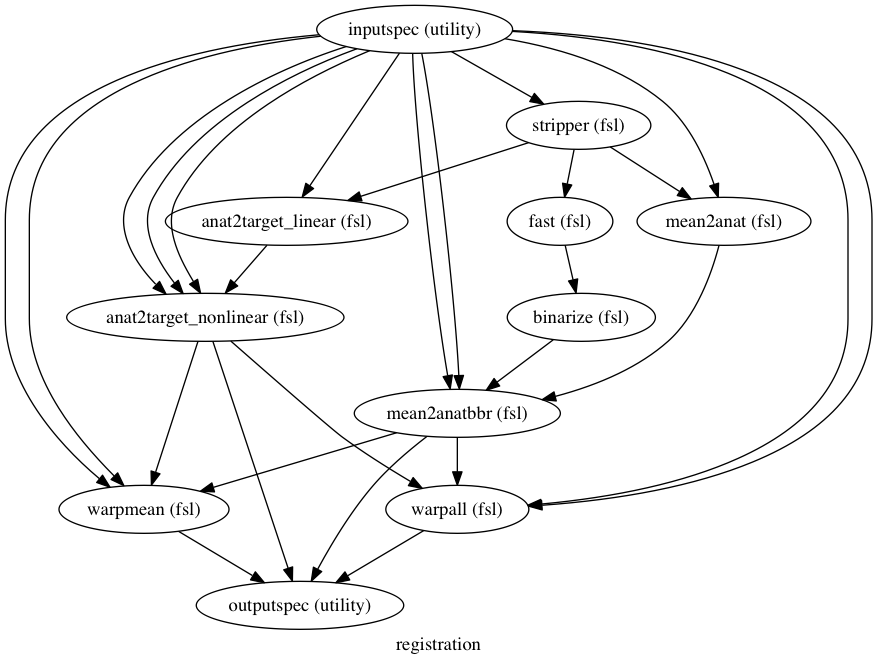 inputspec (utility)
stripper (fsl)
anat2target_linear (fsl)
fast (fsl)
mean2anat (fsl)
anat2target_nonlinear (fsl)
binarize (fsl)
mean2anatbbr (fsl)
warpmean (fsl)
warpall (fsl)
outputspec (utility)
registration